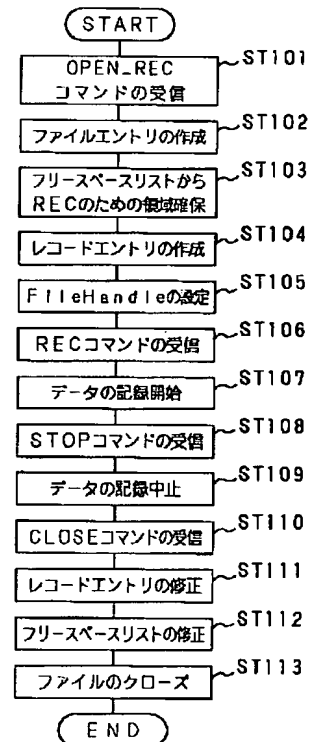 START
ST101
OPEN_REC
コマンドの受信
ST102
ファイルエントリの作成
ST103
フリースペースリストから
RECのための領域確保
ST104
レコードエントリの作成
ST105
FileHandleの設定
ST106
RECコマンドの受信
ST107
データの記録開始
ST108
STOPコマンドの受信
ST109
データの記録中止
ST110
CLOSEコマンドの受信
ST111
レコードエントリの修正
ST112
フリースペースリストの修正
ST113
ファイルのクローズ
END